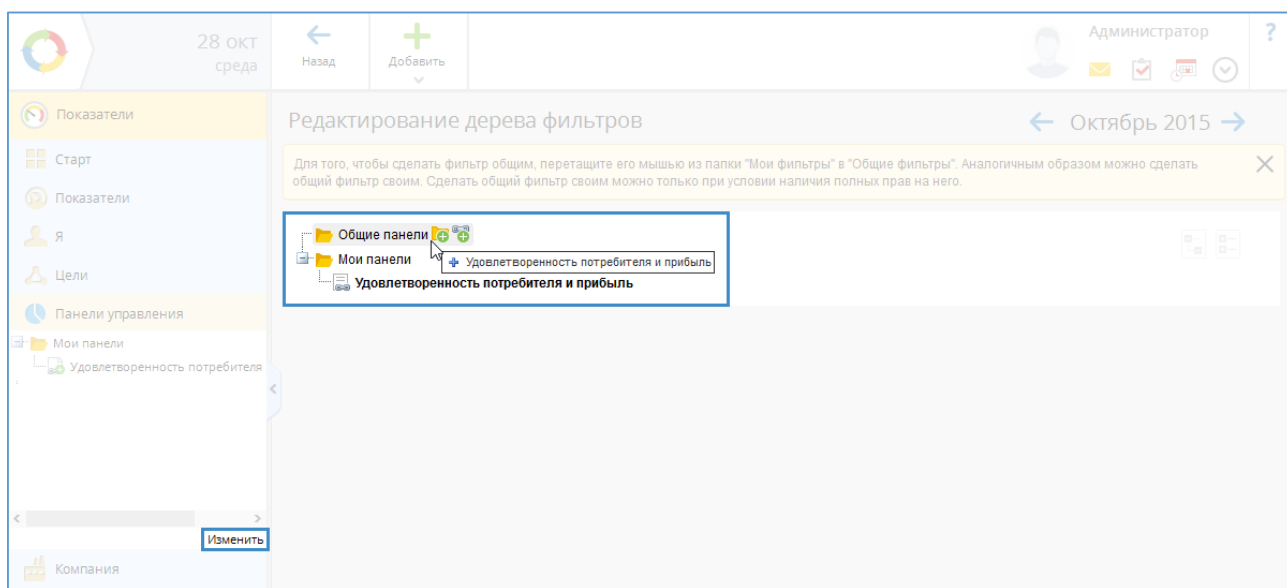 28 окт
среда
Назад
Добавить
Администратор
?
Показатели
Старт
Показатели
Я
Цели
Панели управления
Мои панели
Удовлетворенность потребителя
Изменить
Компания
Редактирование дерева фильтров
Октябрь 2015
Для того, чтобы сделать фильтр общим, перетащите его мышью из папки "Мои фильтры" в "Общие фильтры". Аналогичным образом можно сделать
общий фильтр своим. Сделать общий фильтр своим можно только при условии наличия полных прав на него.
Общие панели
Мои панели
Удовлетворенность потребителя и прибыль
Удовлетворенность потребителя и прибыль